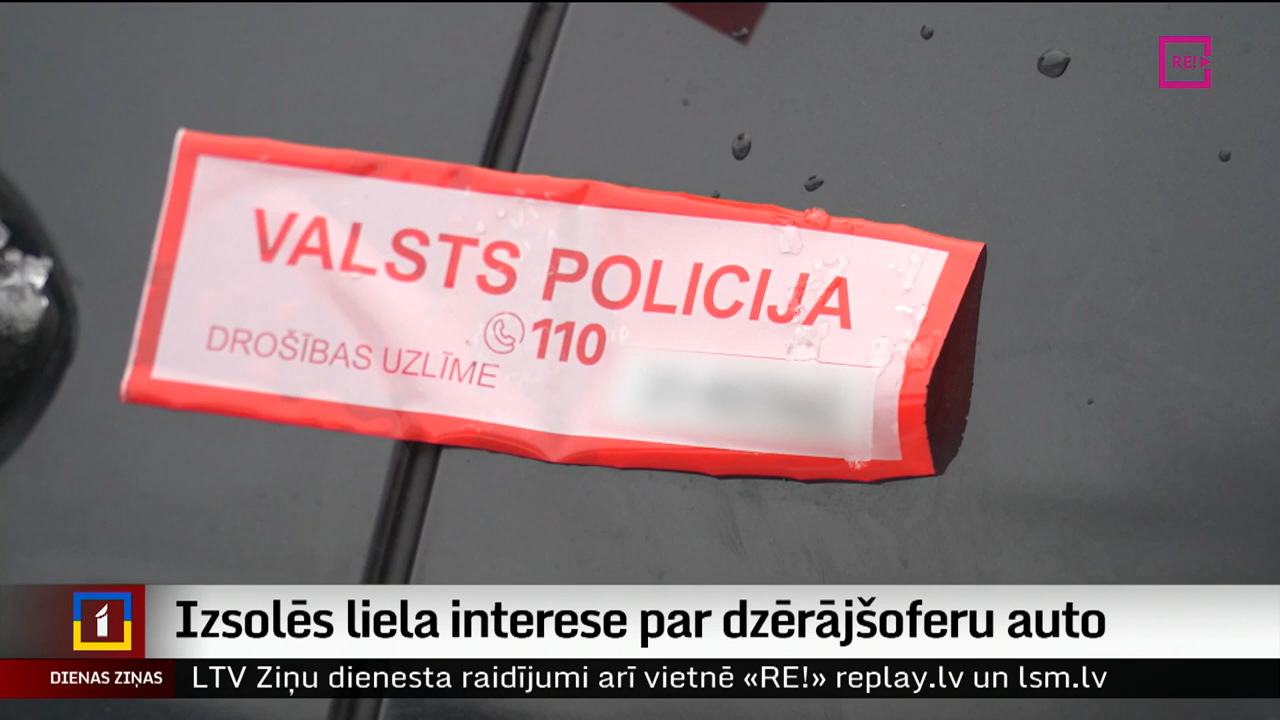 RE!
VALSTS POLICIJA
110
DROŠĪBAS UZLĪME
1 Izsolēs liela interese par dzērājšoferu auto
DIENAS ZIŅAS LTV Ziņu dienesta raidījumi arī vietnē «RE!» replay.lv un lsm.lv